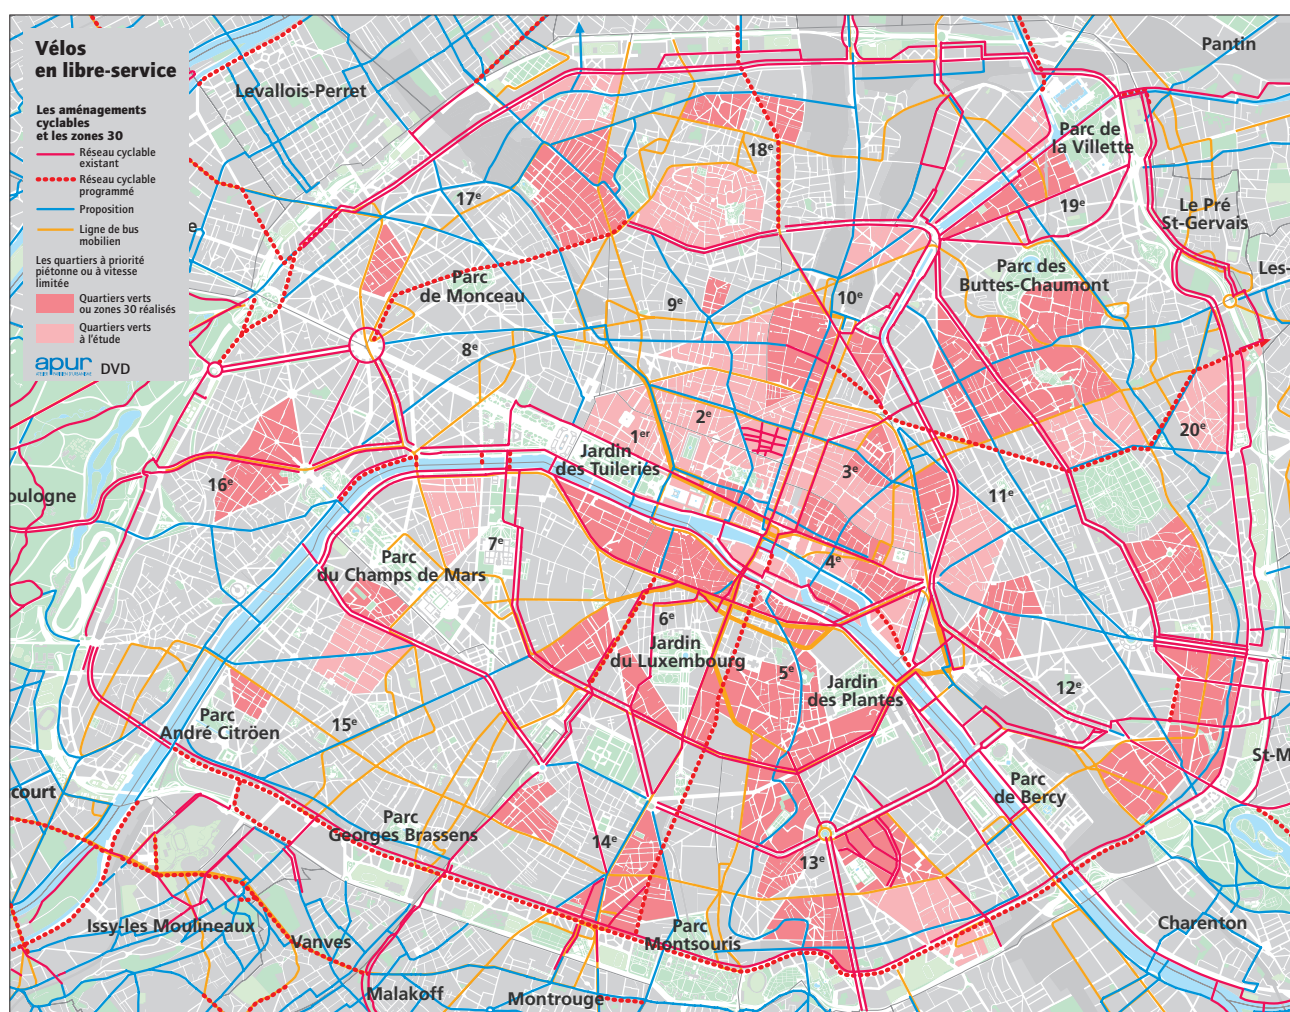 Vélos
en libre-service
Les aménagements
cyclables
et les zones 30
Réseau cyclable
existant
Réseau cyclable
programmé
Proposition
Ligne de bus
mobilien
Les quartiers à priorité
piétonne ou à vitesse
limitée
Quartiers verts
ou zones 30 réalisés
Quartiers verts
à l'étude
apur DVD
Pantin
Levallois-Perret
Parc de
la Villette
18e
17e
19e
Le Pré
St-Gervais
e
Parc
de Monceau
Parc des
Buttes-Chaumont
Les-
9e
10e
8e
2e
1er
20e
Jardin
des Tuileries
3e
16e
oulogne
11e
7e
Parc
du Champs de Mars
4e
6e
Jardin
du Luxembourg
5e
Jardin
des Plantes
12e
Parc
André Citröen
15e
St-M
court
Parc
de Bercy
Parc
Georges Brassens
14e
13e
Issy-les Moulineaux
Vanves
Parc
Montsouris
Charenton
Malakoff
Montrouge